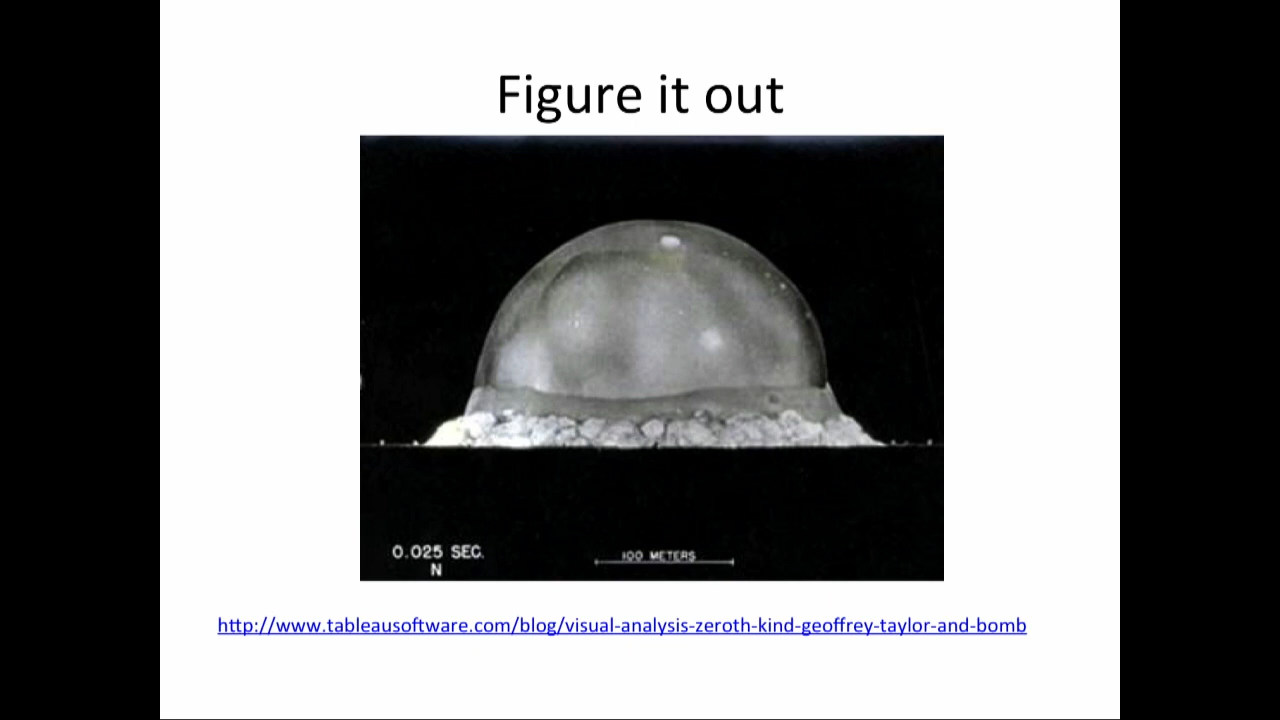 Figure it out
0.025 SEC.
N
100 METERS
http://www.tableausoftware.com/blog/visual-analysis-zeroth-kind-geoffrey-taylor-and-bomb